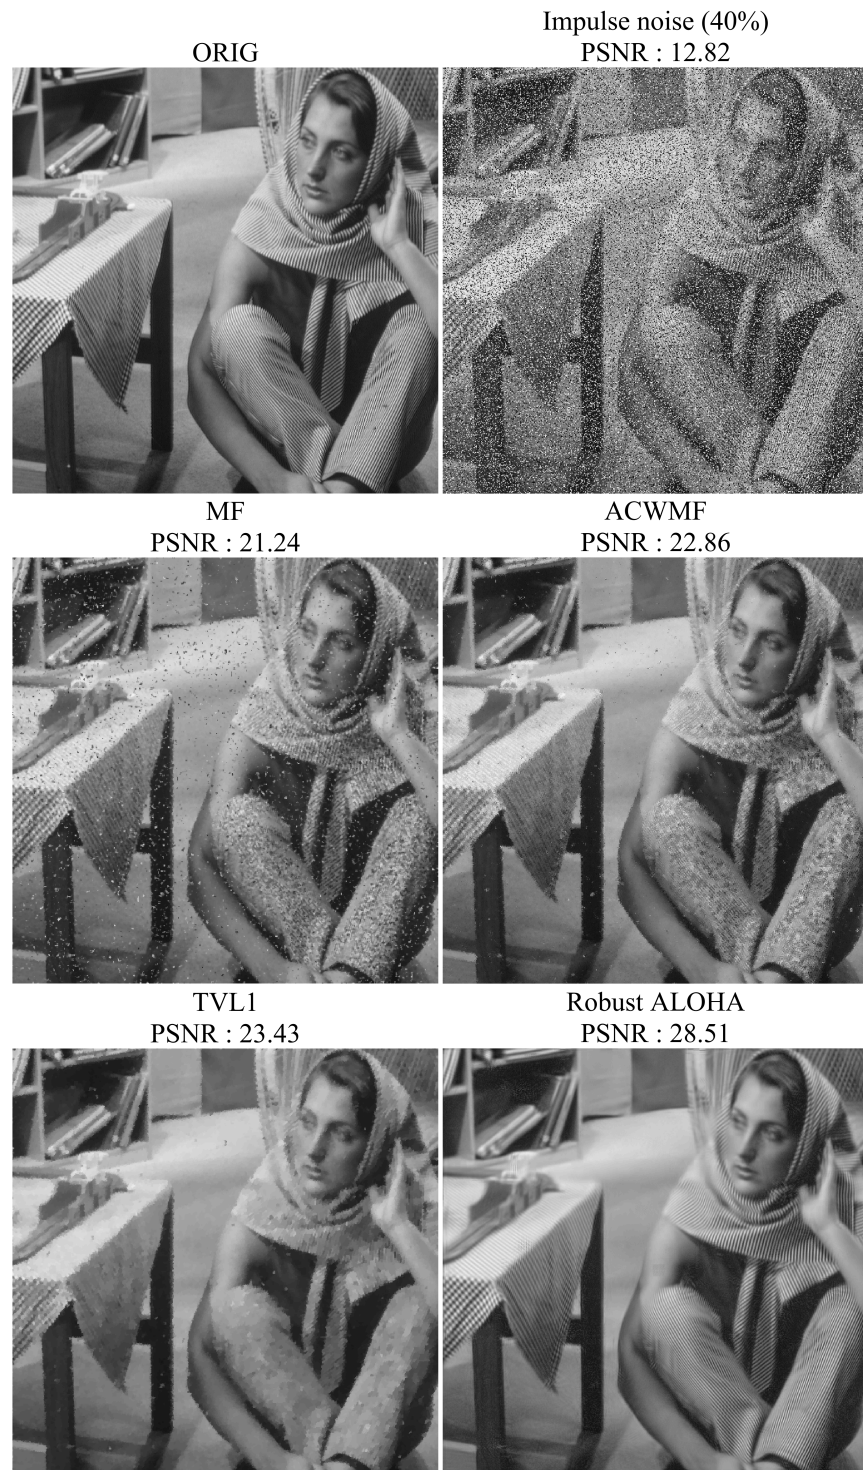 ORIG
Impulse noise (40%)
PSNR : 12.82
MF
PSNR : 21.24
ACWMF
PSNR : 22.86
TVL1
PSNR : 23.43
Robust ALOHA
PSNR : 28.51